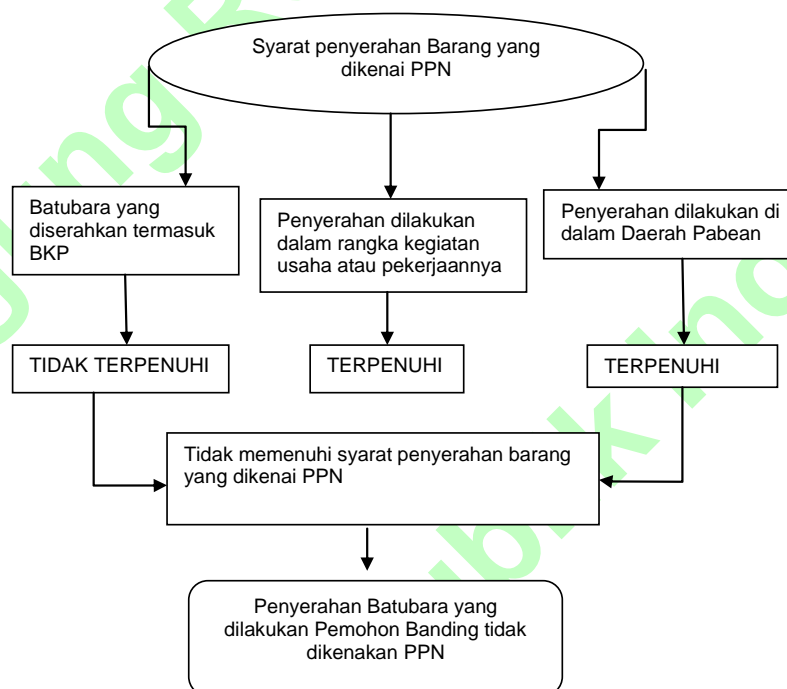 Syarat penyerahan Barang yang
dikenai PPN
Batubara yang
diserahkan termasuk
BKP
Penyerahan dilakukan
dalam rangka kegiatan
usaha atau pekerjaannya
Penyerahan dilakukan di
dalam Daerah Pabean
TIDAK TERPENUHI
TERPENUHI
TERPENUHI
Tidak memenuhi syarat penyerahan barang
yang dikenai PPN
Penyerahan Batubara yang
dilakukan Pemohon Banding tidak
dikenakan PPN